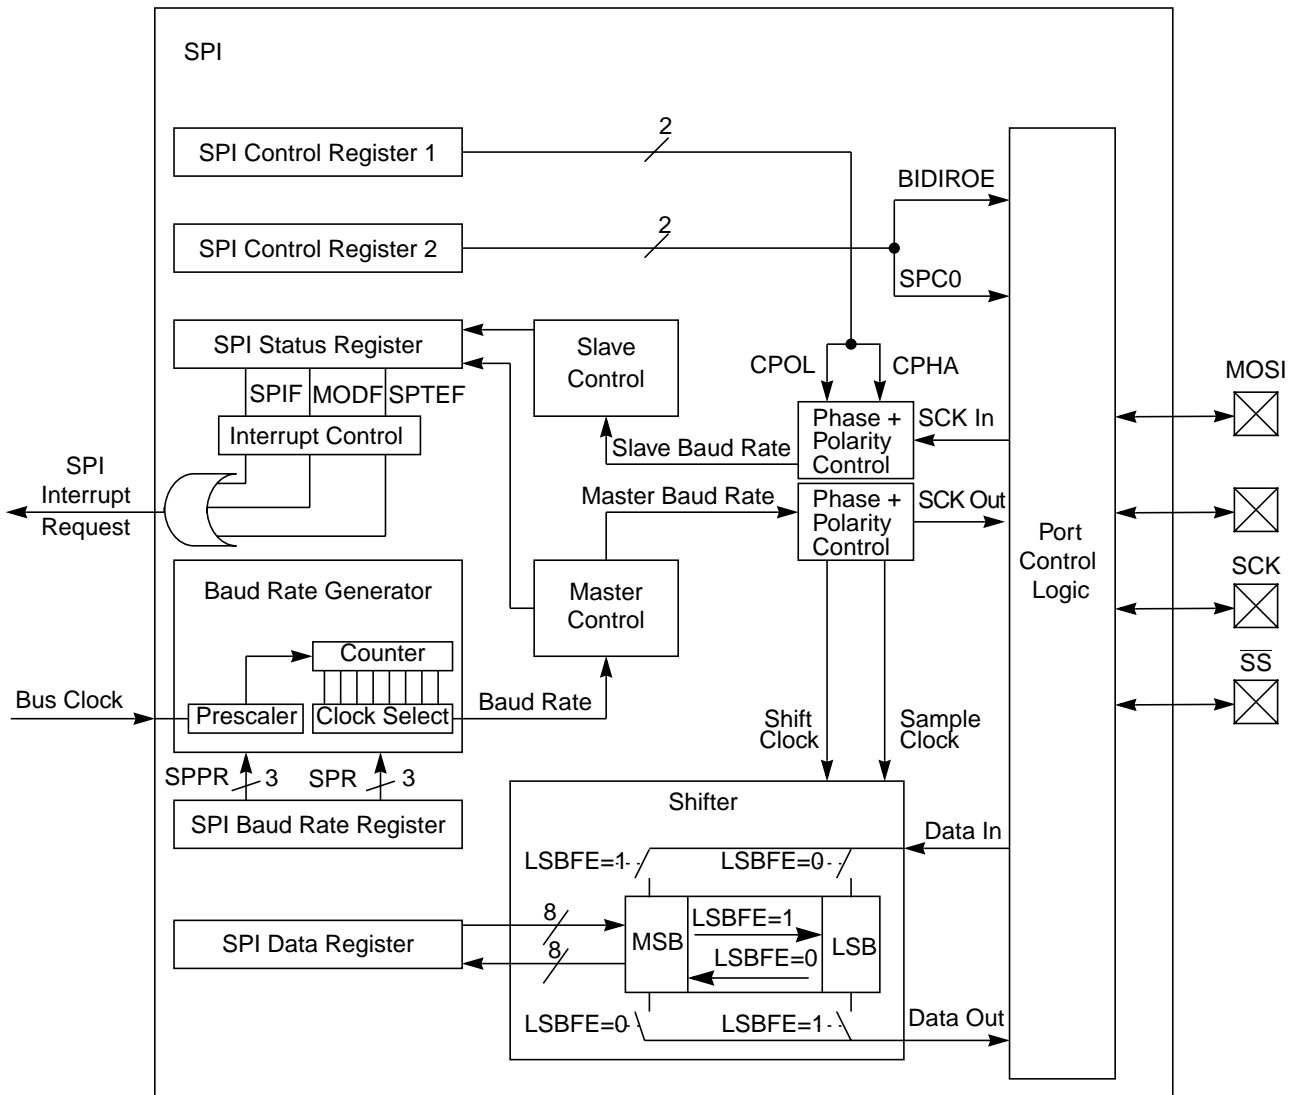 SPI
SPI Control Register 1
2
BIDIROE
SPI Control Register 2
2
SPC0
SPI Status Register
Slave
Control
CPOL
CPHA
MOSI
SPIF
MODF
SPTEF
Interrupt Control
Phase +
Polarity
Control
SCK In
Slave Baud Rate
SPI
Interrupt
Request
Master Baud Rate
Phase +
Polarity
Control
SCK Out
Port
Control
Logic
SCK
Baud Rate Generator
Master
Control
Counter
SS
Bus Clock
Prescaler
Clock Select
Baud Rate
Shift
Clock
Sample
Clock
SPPR
3
SPR
3
SPI Baud Rate Register
Shifter
Data In
LSBFE=1
LSBFE=0
SPI Data Register
8
8
MSB
LSBFE=1
LSBFE=0
LSB
LSBFE=0
LSBFE=1
Data Out